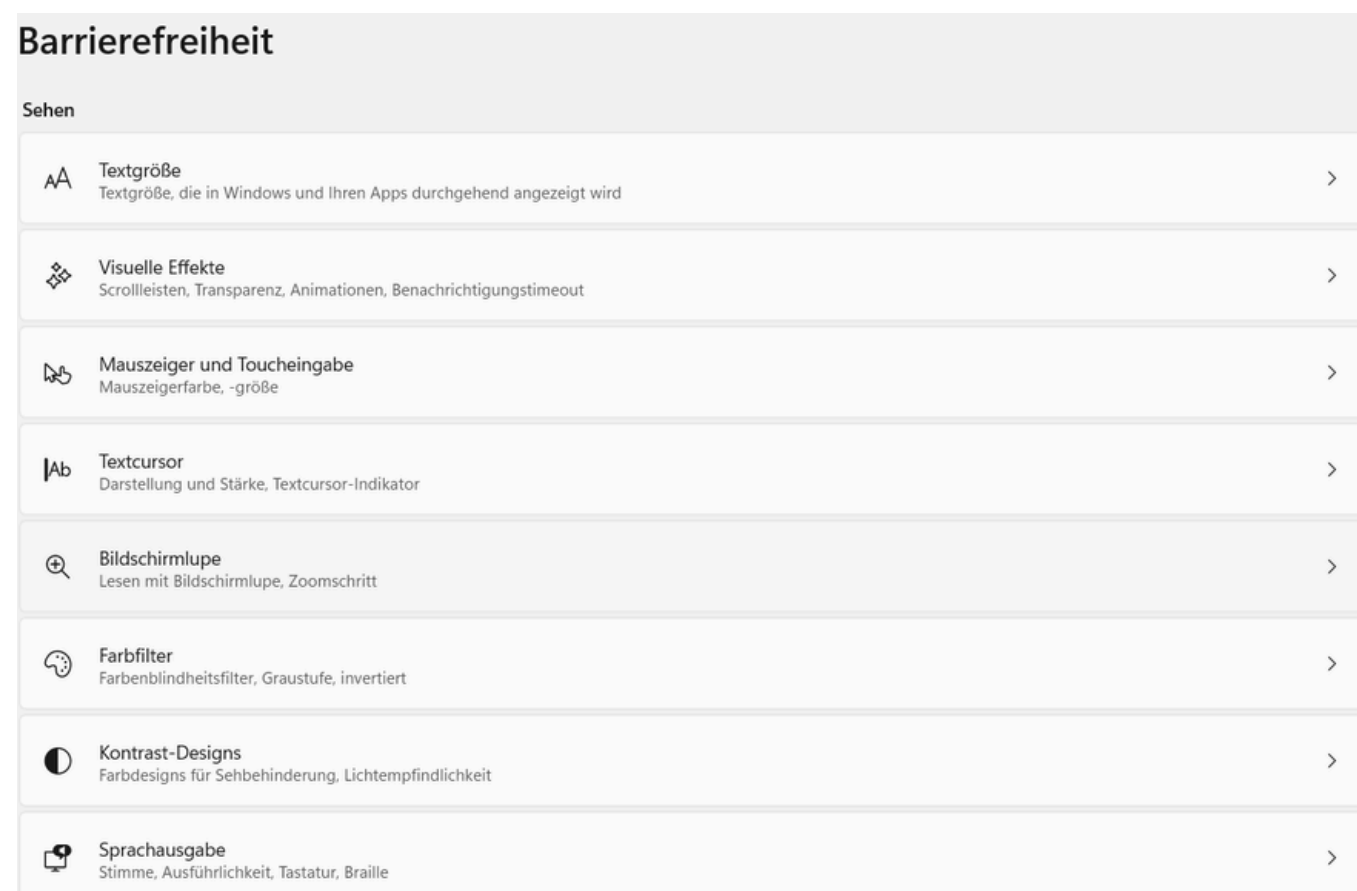 Barrierefreiheit
Sehen
Textgröße
Textgröße, die in Windows und Ihren Apps durchgehend angezeigt wird
Visuelle Effekte
Scrollleisten, Transparenz, Animationen, Benachrichtigungstimeout
Mauszeiger und Toucheingabe
Mauszeigerfarbe, -größe
Textcursor
Darstellung und Stärke, Textcursor-Indikator
Bildschirmlupe
Lesen mit Bildschirmlupe, Zoomschritt
Farbfilter
Farbenblindheitsfilter, Graustufe, invertiert
Kontrast-Designs
Farbdesigns für Sehbehinderung, Lichtempfindlichkeit
Sprachausgabe
Stimme, Ausführlichkeit, Tastatur, Braille